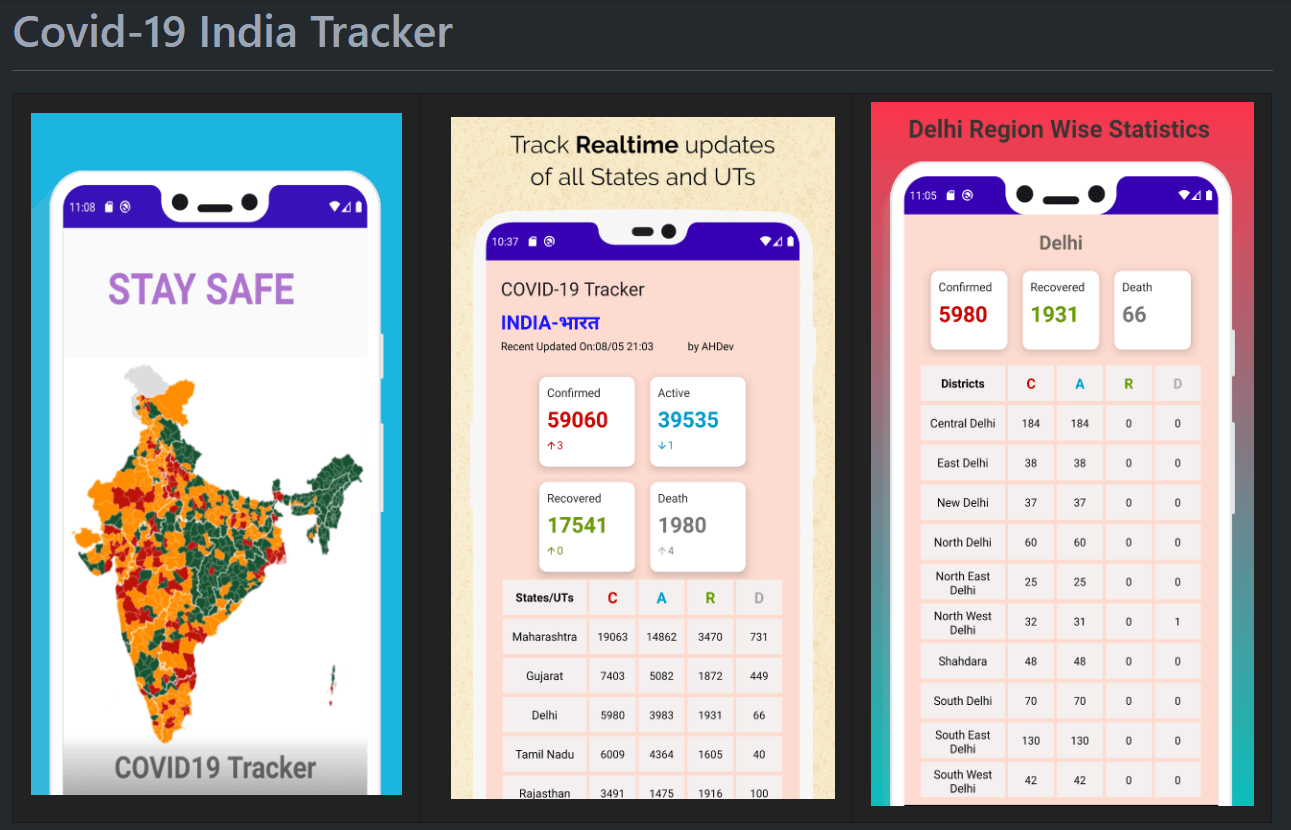 Covid-19 India Tracker
11:08
STAY SAFE
COVID19 Tracker
Track Realtime updates
of all States and UTs
10:37
COVID-19 Tracker
INDIA-भारत
Recent Updated On:08/05 21:03 by AHDev
Confirmed Active
59060 39535
↑3 ↓1
Recovered Death
17541 1980
↑0 ↑4
States/UTs C A R D
Maharashtra 19063 14862 3470 731
Gujarat 7403 5082 1872 449
Delhi 5980 3983 1931 66
Tamil Nadu 6009 4364 1605 40
Rajasthan 3491 1475 1916 100
Delhi Region Wise Statistics
11:05
Delhi
Confirmed Recovered Death
5980 1931 66
Districts C A R D
Central Delhi 184 184 0 0
East Delhi 38 38 0 0
New Delhi 37 37 0 0
North Delhi 60 60 0 0
North East
Delhi 25 25 0 0
North West
Delhi 32 31 0 1
Shahdara 48 48 0 0
South Delhi 70 70 0 0
South East
Delhi 130 130 0 0
South West
Delhi 42 42 0 0